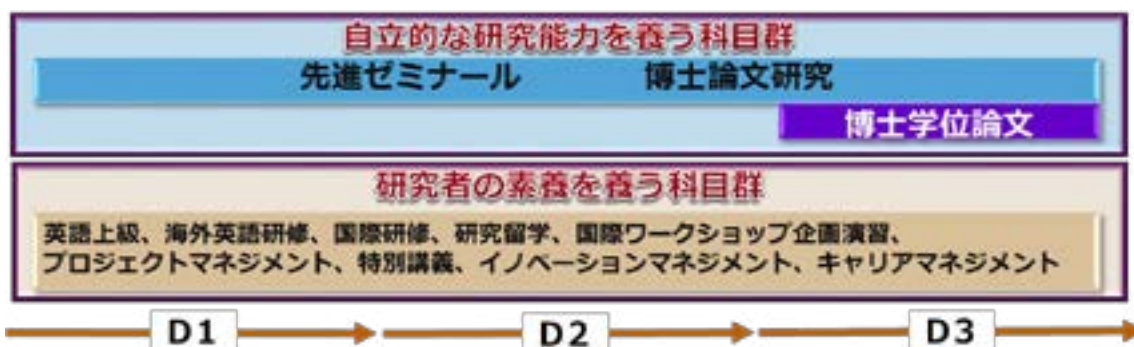 自立的な研究能力を養う科目群
先進ゼミナール 博士論文研究
博士学位論文
研究者の素養を養う科目群
英語上級、海外英語研修、国際研修、研究留学、国際ワークショップ企画演習、
プロジェクトマネジメント、特別講義、イノベーションマネジメント、キャリアマネジメント
D1 D2 D3